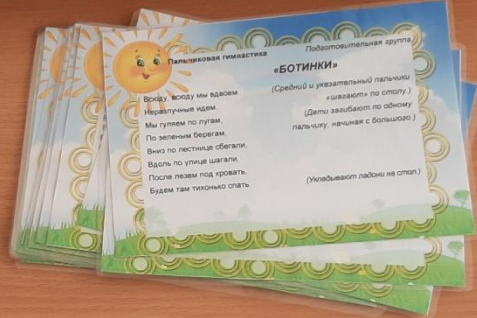 Пальчиковая гимнастика
Подготовительная группа
«БОТИНКИ»
Всюду, всюду мы вдвоем
(Средний и указательный пальчики
Неразлучные идем.
«шагают» по столу.)
Мы гуляем по лугам,
(Дети загибают по одному
По зеленым берегам,
пальчику, начиная с большого.)
Вниз по лестнице сбегали,
Вдоль по улице шагали,
После лезем под кровать,
Будем там тихонько спать.
(Укладывают ладони на стол.)